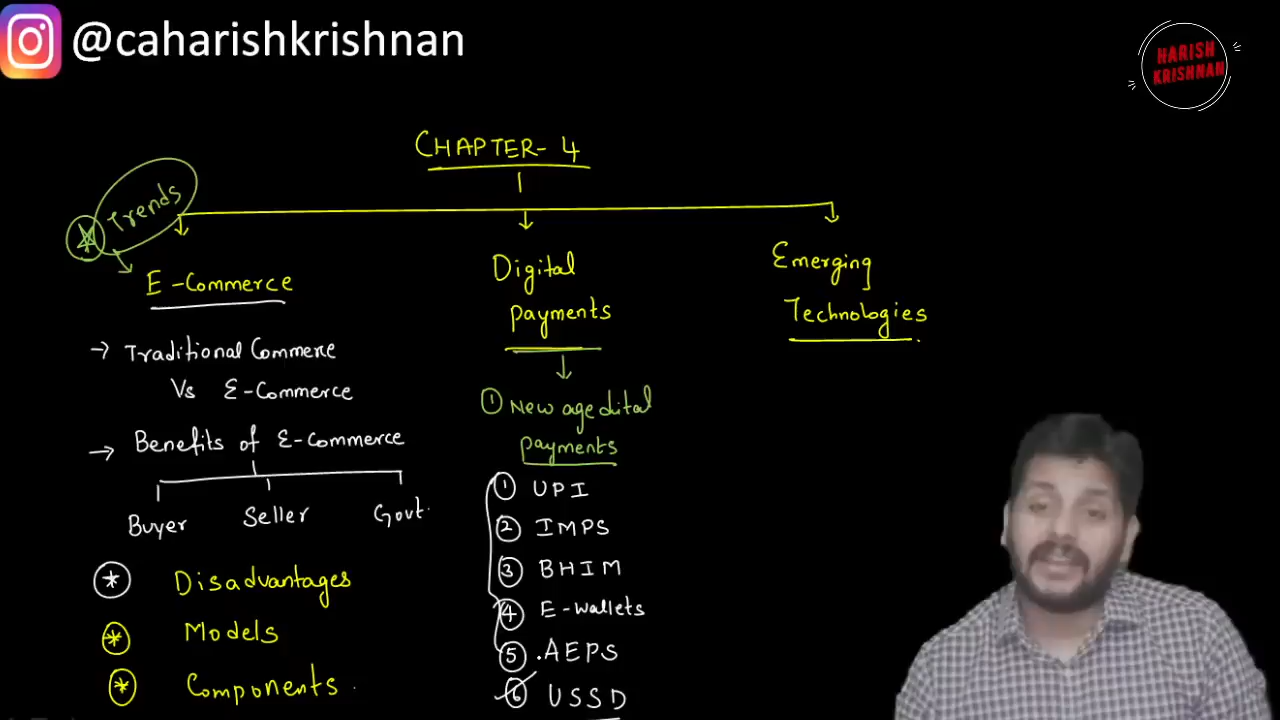 @caharishkrishnan
HARISH
KRISHNAN
CHAPTER- 4
Trends
E-Commerce
→ Traditional Commerce
Vs E-Commerce
→ Benefits of E-commerce
Buyer Seller Govt.
* Disadvantages
* Models
* Components
Digital
payments
① New age dital
payments
① UPI
② IMPS
③ BHIM
④ E-wallets
⑤ AEPS
⑥ USSD
Emerging
Technologies